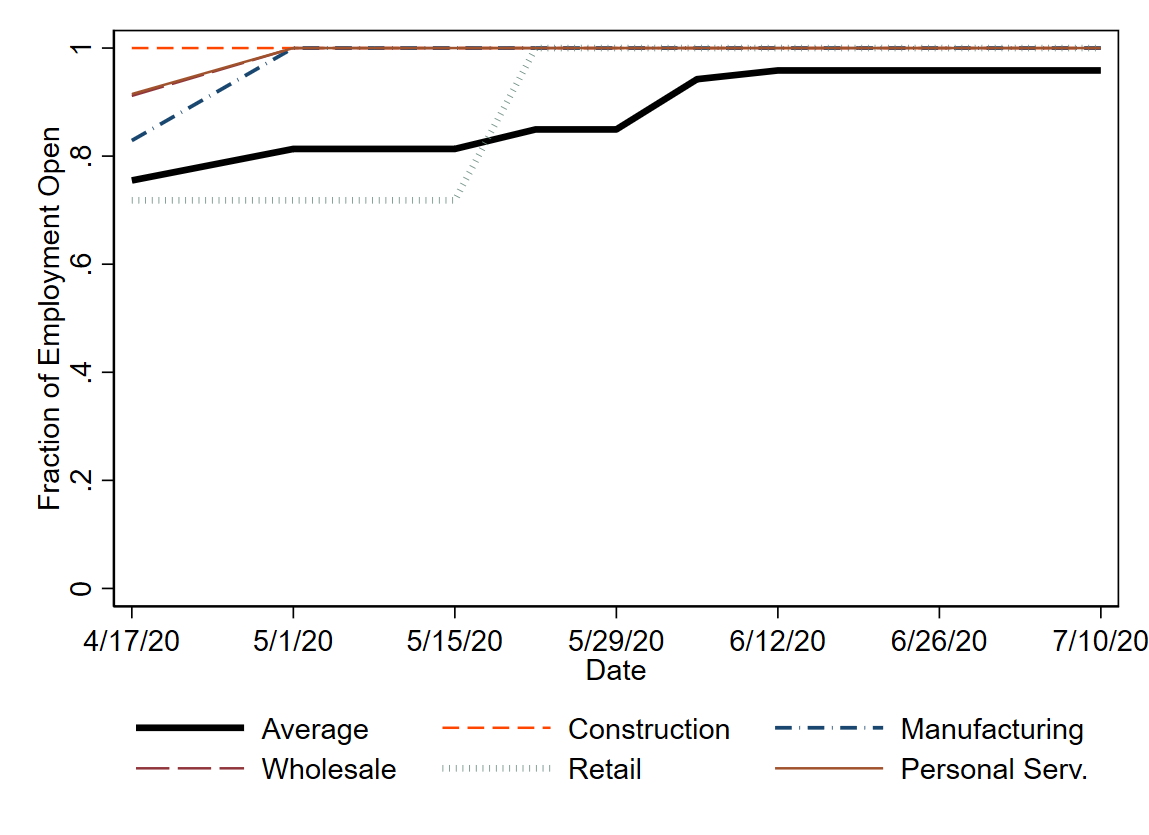 Fraction of Employment Open
1
.8
.6
.4
.2
0
4/17/20 5/1/20 5/15/20 5/29/20 6/12/20 6/26/20 7/10/20
Date
Average Construction Manufacturing
Wholesale Retail Personal Serv.